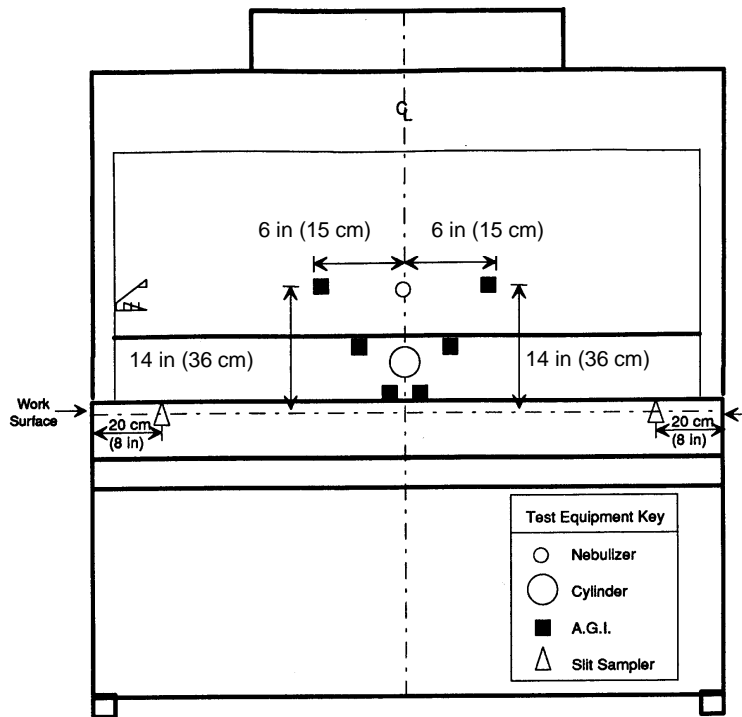 CL
6 in (15 cm)
6 in (15 cm)
14 in (36 cm)
14 in (36 cm)
Work
Surface
20 cm
(8 in)
20 cm
(8 in)
Test Equipment Key
Nebulizer
Cylinder
A.G.I.
Slit Sampler